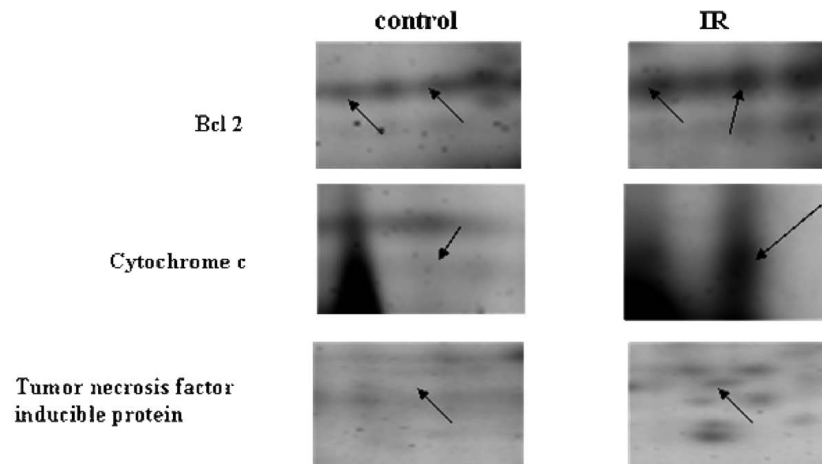 control IR
Bcl 2
Cytochrome c
Tumor necrosis factor
inducible protein